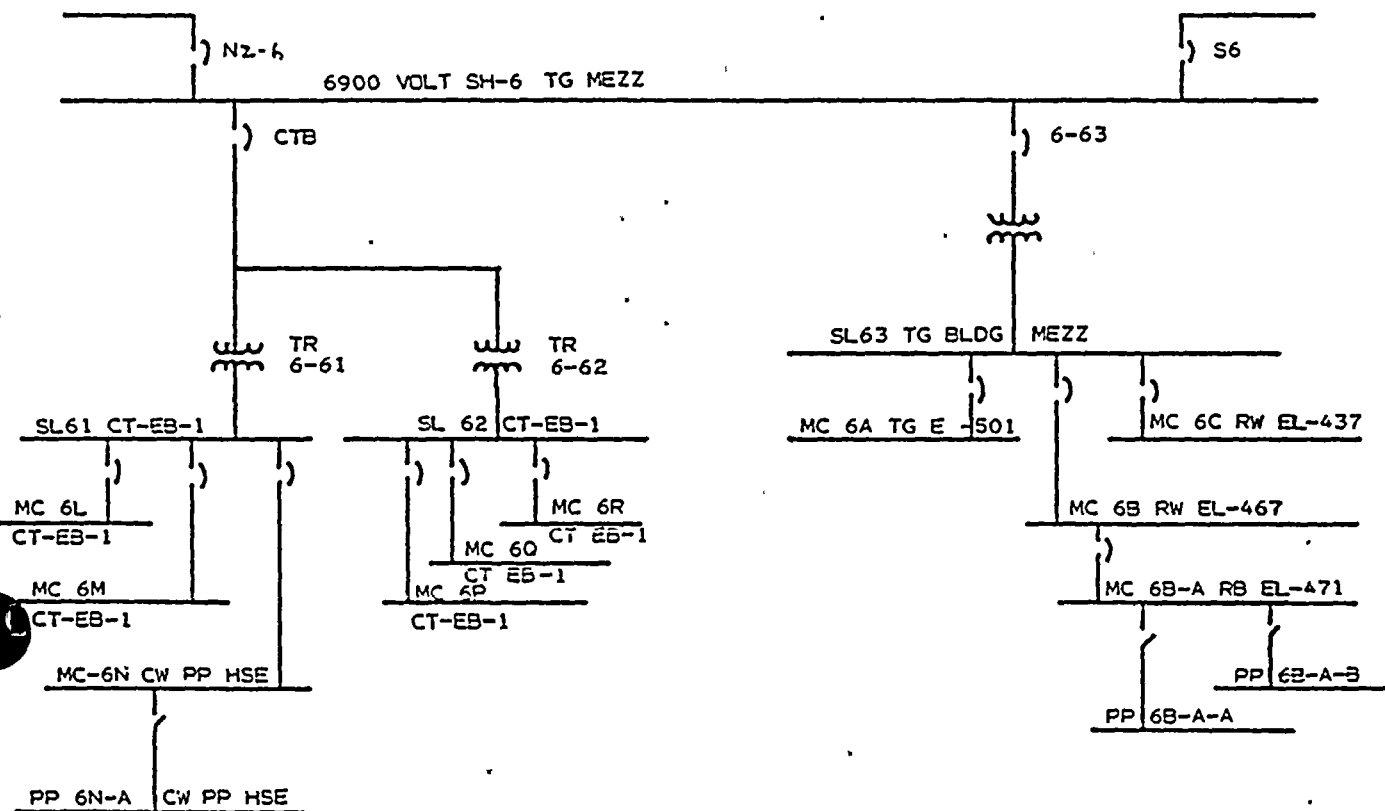 N2-6
S6
6900 VOLT SH-6 TG MEZZ
CTB
6-63
TR
6-61
TR
6-62
SL63 TG BLDG MEZZ
SL61 CT-EB-1
SL 62 CT-EB-1
MC 6A TG E -501
MC 6C RW EL-437
MC 6L
CT-EB-1
MC 6R
CT EB-1
MC 6B RW EL-467
MC 6Q
CT EB-1
MC 6M
CT-EB-1
MC 6P
CT-EB-1
MC 6B-A RB EL-471
MC-6N CW PP HSE
PP 6B-A-B
PP 6B-A-A
PP 6N-A CW PP HSE